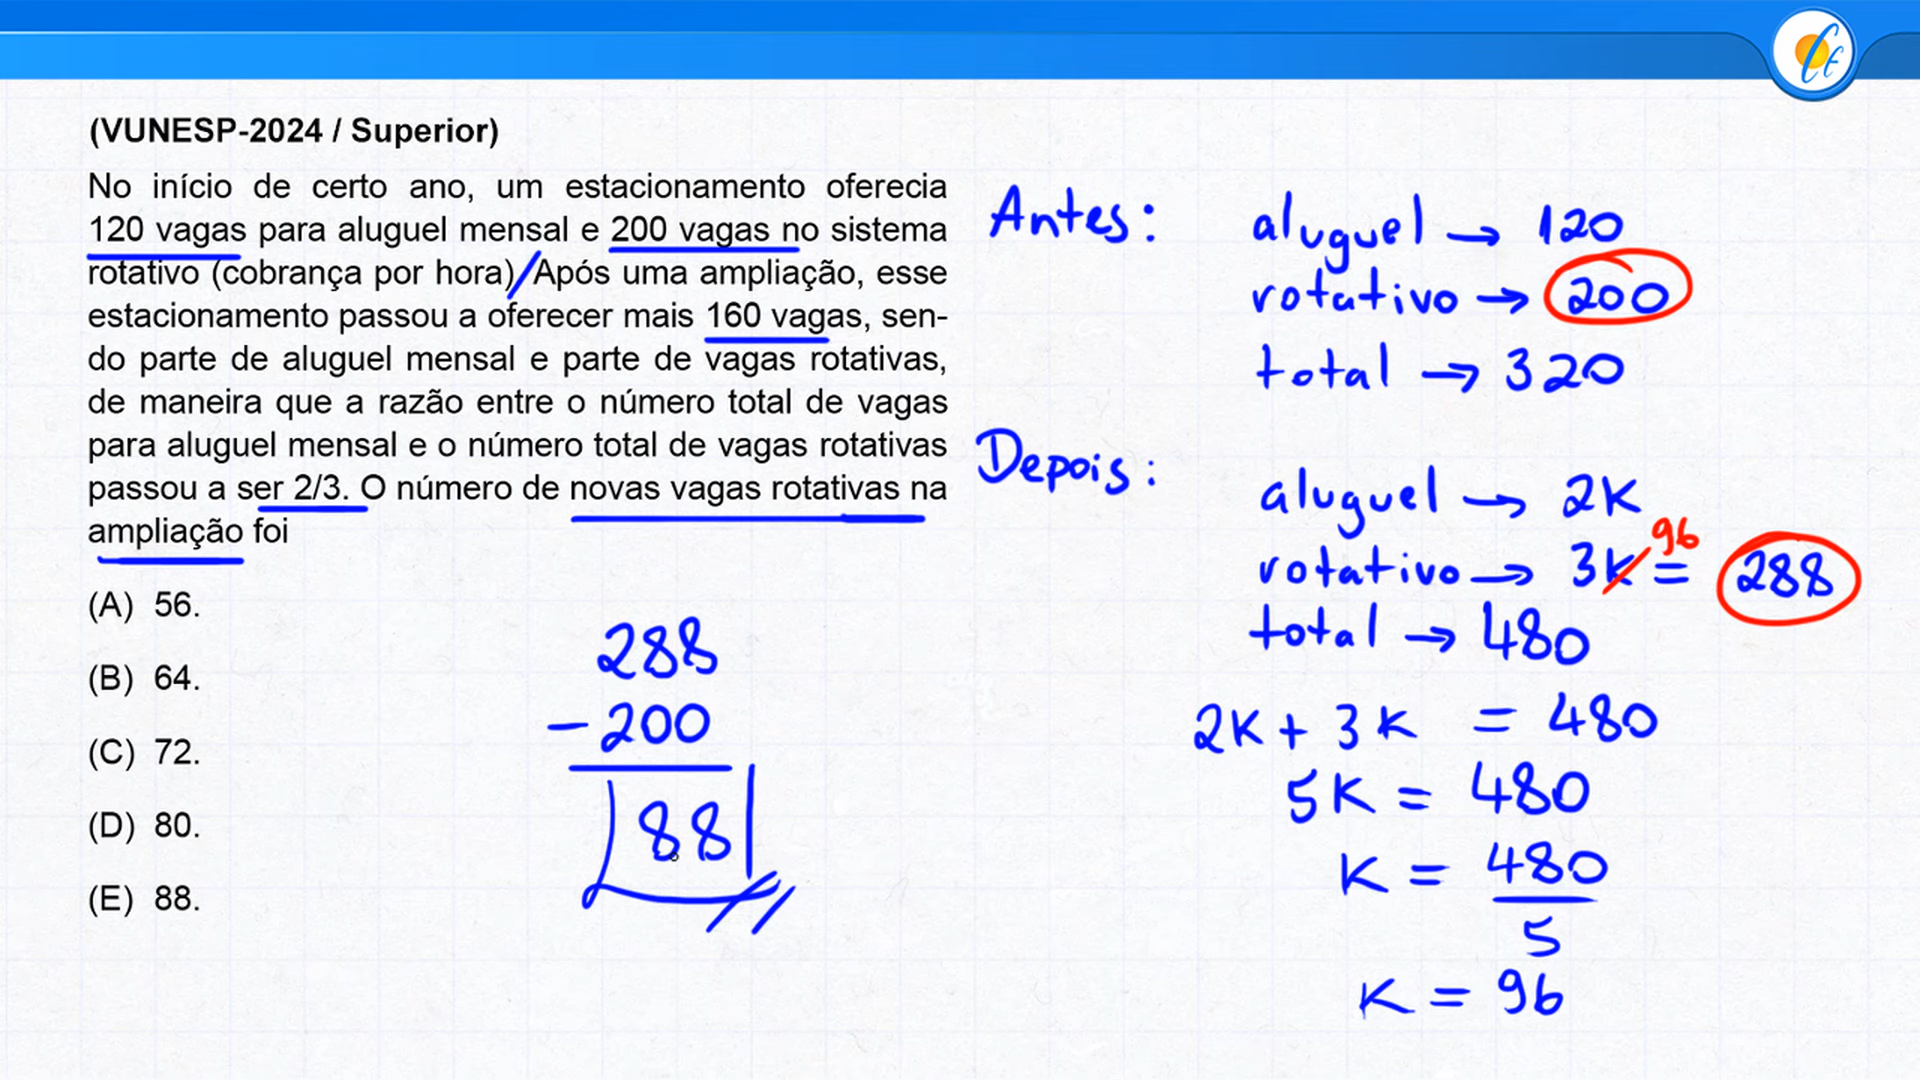 (VUNESP-2024 / Superior)
No início de certo ano, um estacionamento oferecia
120 vagas para aluguel mensal e 200 vagas no sistema
rotativo (cobrança por hora). Após uma ampliação, esse
estacionamento passou a oferecer mais 160 vagas, sen-
do parte de aluguel mensal e parte de vagas rotativas,
de maneira que a razão entre o número total de vagas
para aluguel mensal e o número total de vagas rotativas
passou a ser 2/3. O número de novas vagas rotativas na
ampliação foi
(A) 56.
(B) 64.
(C) 72.
(D) 80.
(E) 88.
288
- 200
88
Antes:
aluguel → 120
rotativo → 200
total → 320
Depois:
aluguel → 2K
96
rotativo → 3K = 288
total → 480
2K + 3K = 480
5K = 480
K = 480
5
K = 96
CF